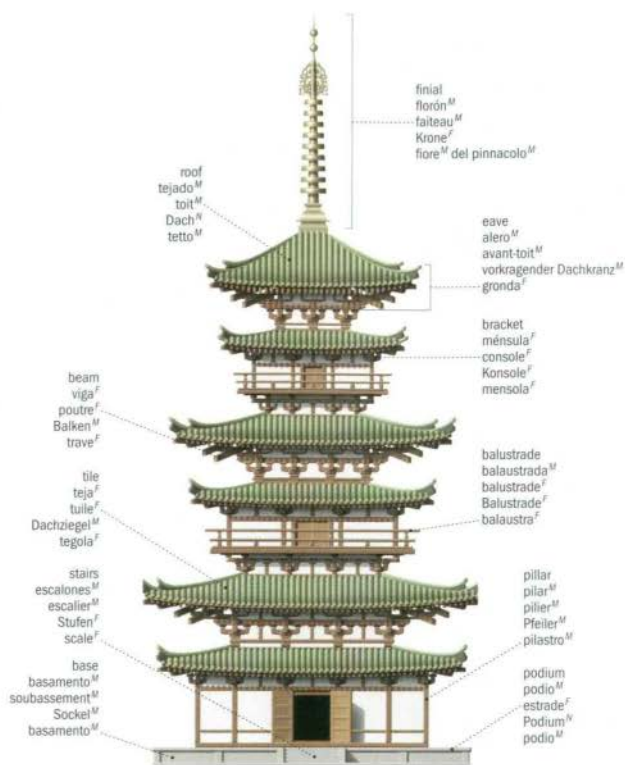 finial
florón M
faiteau M
Krone F
fiore M del pinnacolo M
roof
tejado M
toit M
Dach N
tetto M
eave
alero M
avant-toit M
vorkragender Dachkranz M
gronda F
bracket
ménsula F
console F
Konsole F
mensola F
beam
viga F
poutre F
Balken M
trave F
tile
teja F
tuile F
Dachziegel M
tegola F
balustrade
balaustrada M
balustrade F
Balustrade F
balaustra F
stairs
escalones M
escalier M
Stufen F
scale F
pillar
pilar M
pilier M
Pfeiler M
pilastro M
base
basamento M
soubassement M
Sockel M
basamento M
podium
podio M
estrade F
Podium N
podio M